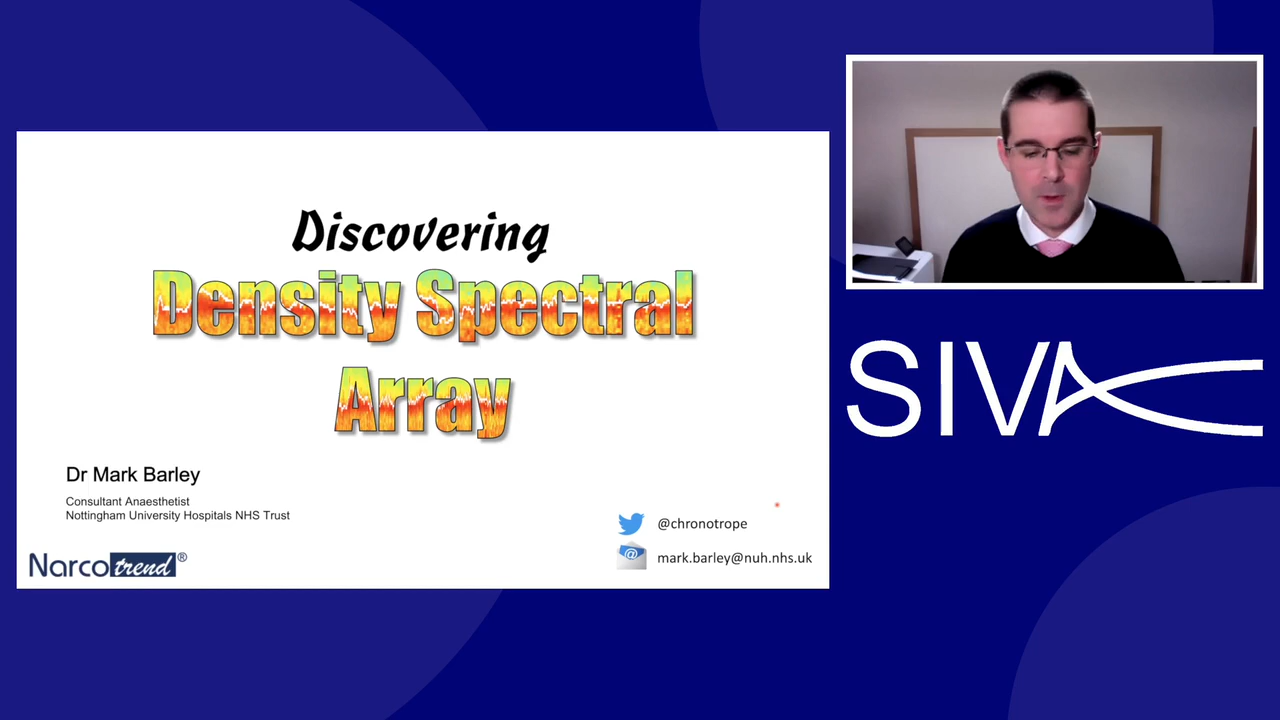 Discovering
Density Spectral
Array
Dr Mark Barley
Consultant Anaesthetist
Nottingham University Hospitals NHS Trust
@chronotrope
mark.barley@nuh.nhs.uk
Narcotrend®
SIVA